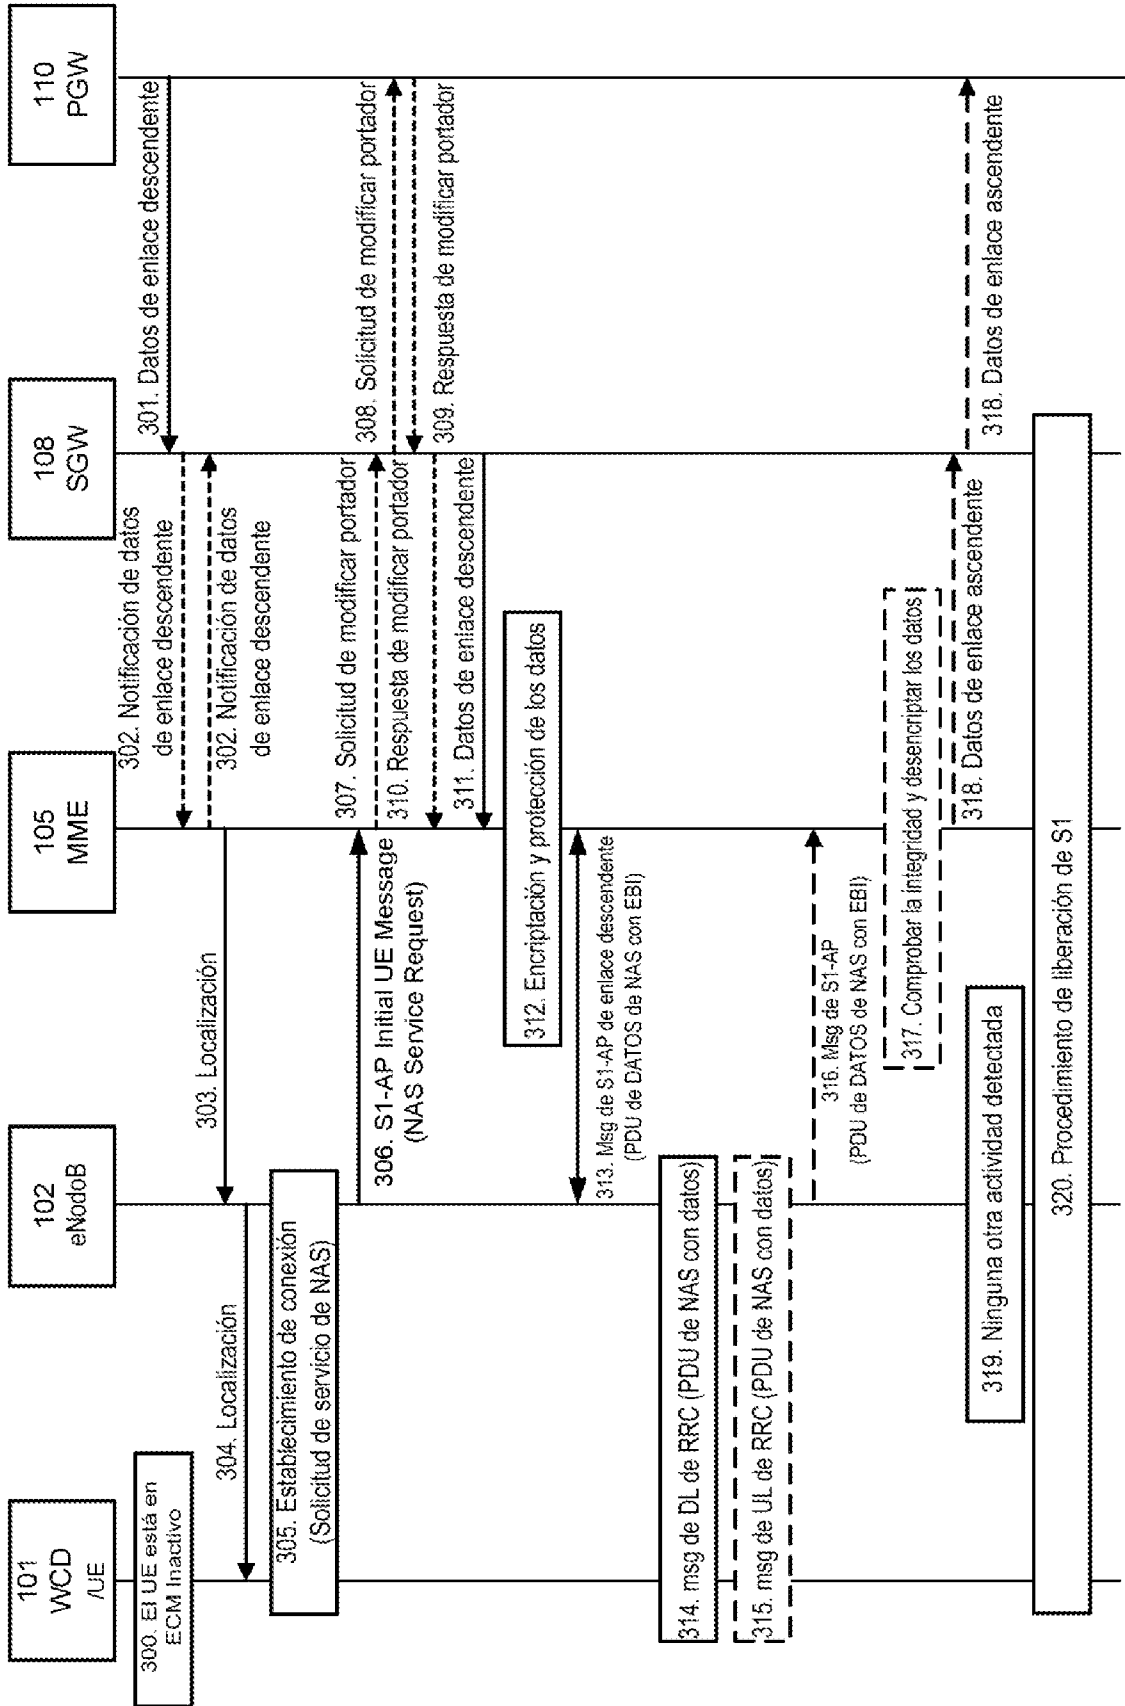 101
WCD
/UE
102
eNodoB
105
MME
108
SGW
110
PGW
300. El UE está en
ECM Inactivo
301. Datos de enlace descendente
302. Notificación de datos
de enlace descendente
302. Notificación de datos
de enlace descendente
303. Localización
304. Localización
305. Establecimiento de conexión
(Solicitud de servicio de NAS)
306. S1-AP Initial UE Message
(NAS Service Request)
307. Solicitud de modificar portador
308. Solicitud de modificar portador
309. Respuesta de modificar portador
310. Respuesta de modificar portador
311. Datos de enlace descendente
312. Encriptación y protección de los datos
313. Msg de S1-AP de enlace descendente
(PDU de DATOS de NAS con EBI)
314. msg de DL de RRC (PDU de NAS con datos)
315. msg de UL de RRC (PDU de NAS con datos)
316. Msg de S1-AP
(PDU de DATOS de NAS con EBI)
317. Comprobar la integridad y desencriptar los datos
318. Datos de enlace ascendente
318. Datos de enlace ascendente
319. Ninguna otra actividad detectada
320. Procedimiento de liberación de S1